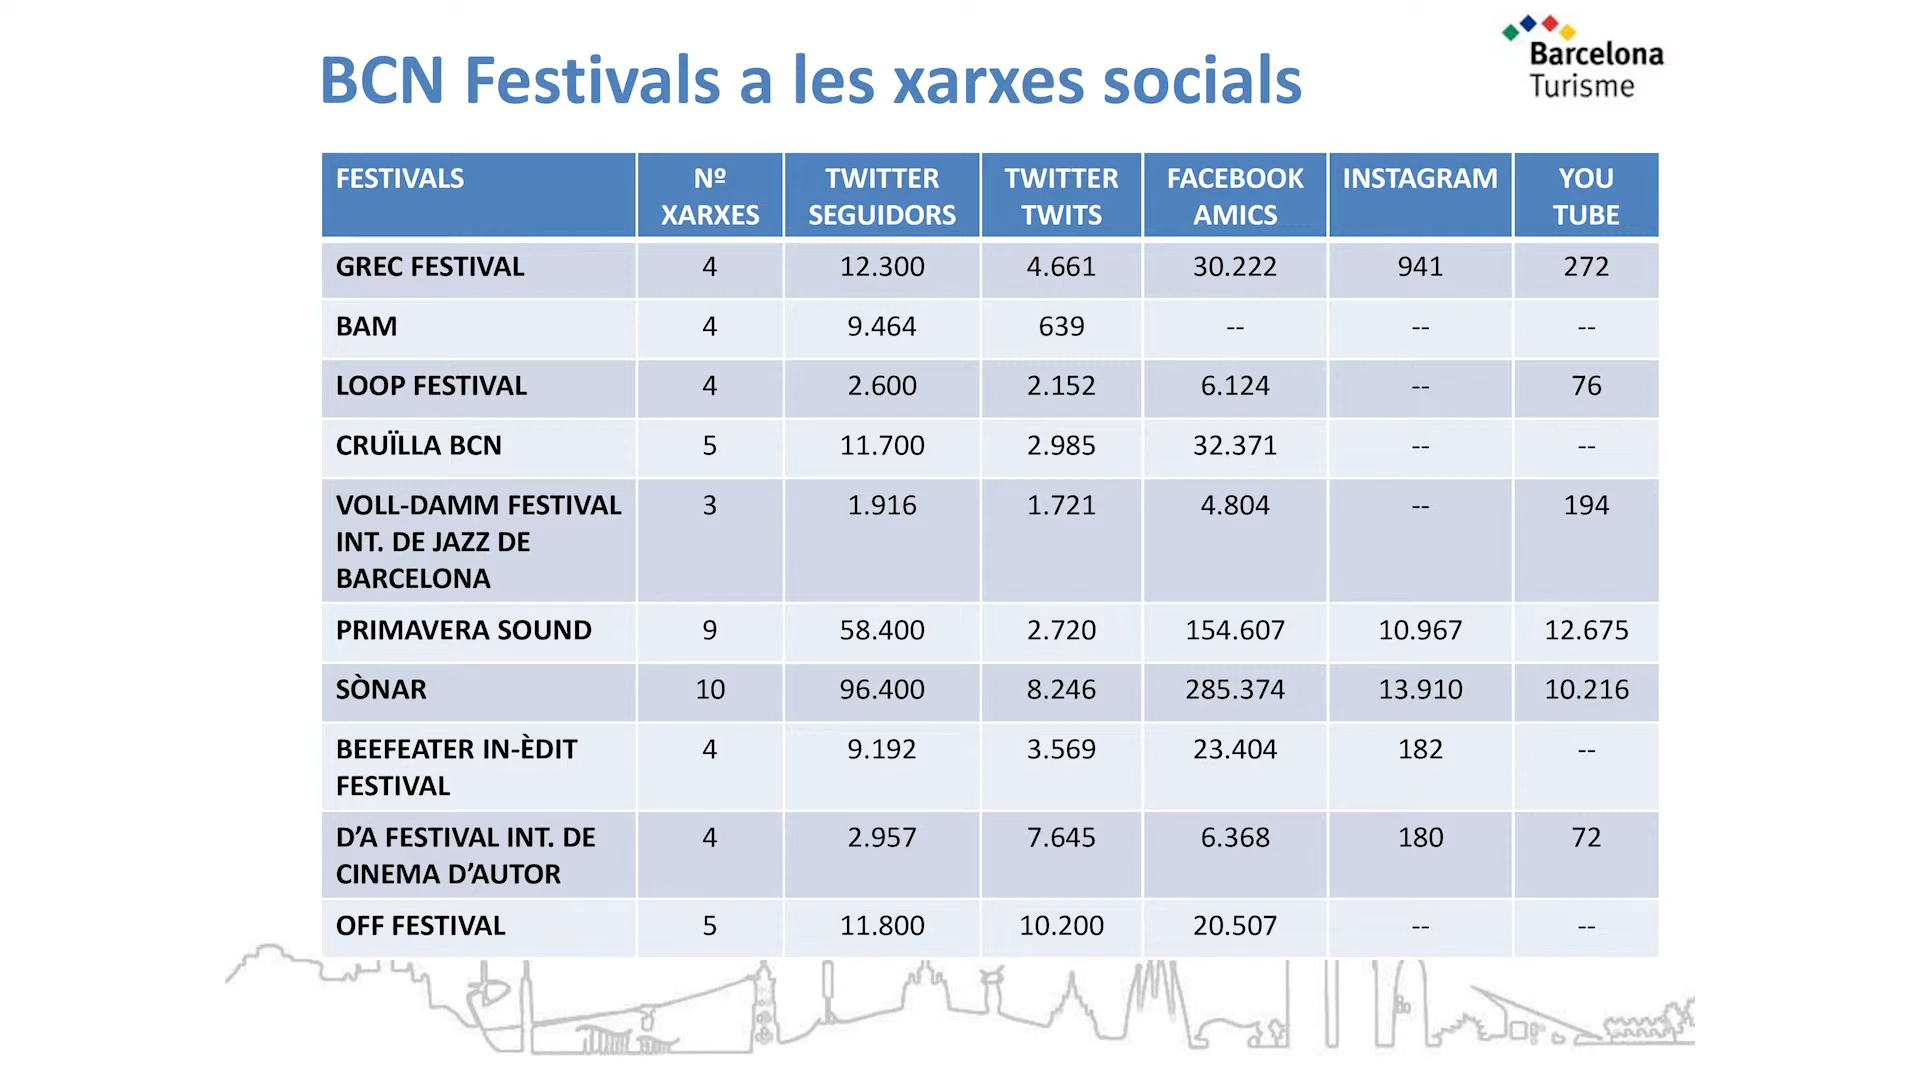 BCN Festivals a les xarxes socials
Barcelona
Turisme
FESTIVALS Nº XARXES TWITTER SEGUIDORS TWITTER TWITS FACEBOOK AMICS INSTAGRAM YOU TUBE
GREC FESTIVAL 4 12.300 4.661 30.222 941 272
BAM 4 9.464 639 -- -- --
LOOP FESTIVAL 4 2.600 2.152 6.124 -- 76
CRUÏLLA BCN 5 11.700 2.985 32.371 -- --
VOLL-DAMM FESTIVAL 3 1.916 1.721 4.804 -- 194
INT. DE JAZZ DE
BARCELONA
PRIMAVERA SOUND 9 58.400 2.720 154.607 10.967 12.675
SÒNAR 10 96.400 8.246 285.374 13.910 10.216
BEEFEATER IN-ÈDIT 4 9.192 3.569 23.404 182 --
FESTIVAL
D’A FESTIVAL INT. DE 4 2.957 7.645 6.368 180 72
CINEMA D’AUTOR
OFF FESTIVAL 5 11.800 10.200 20.507 -- --